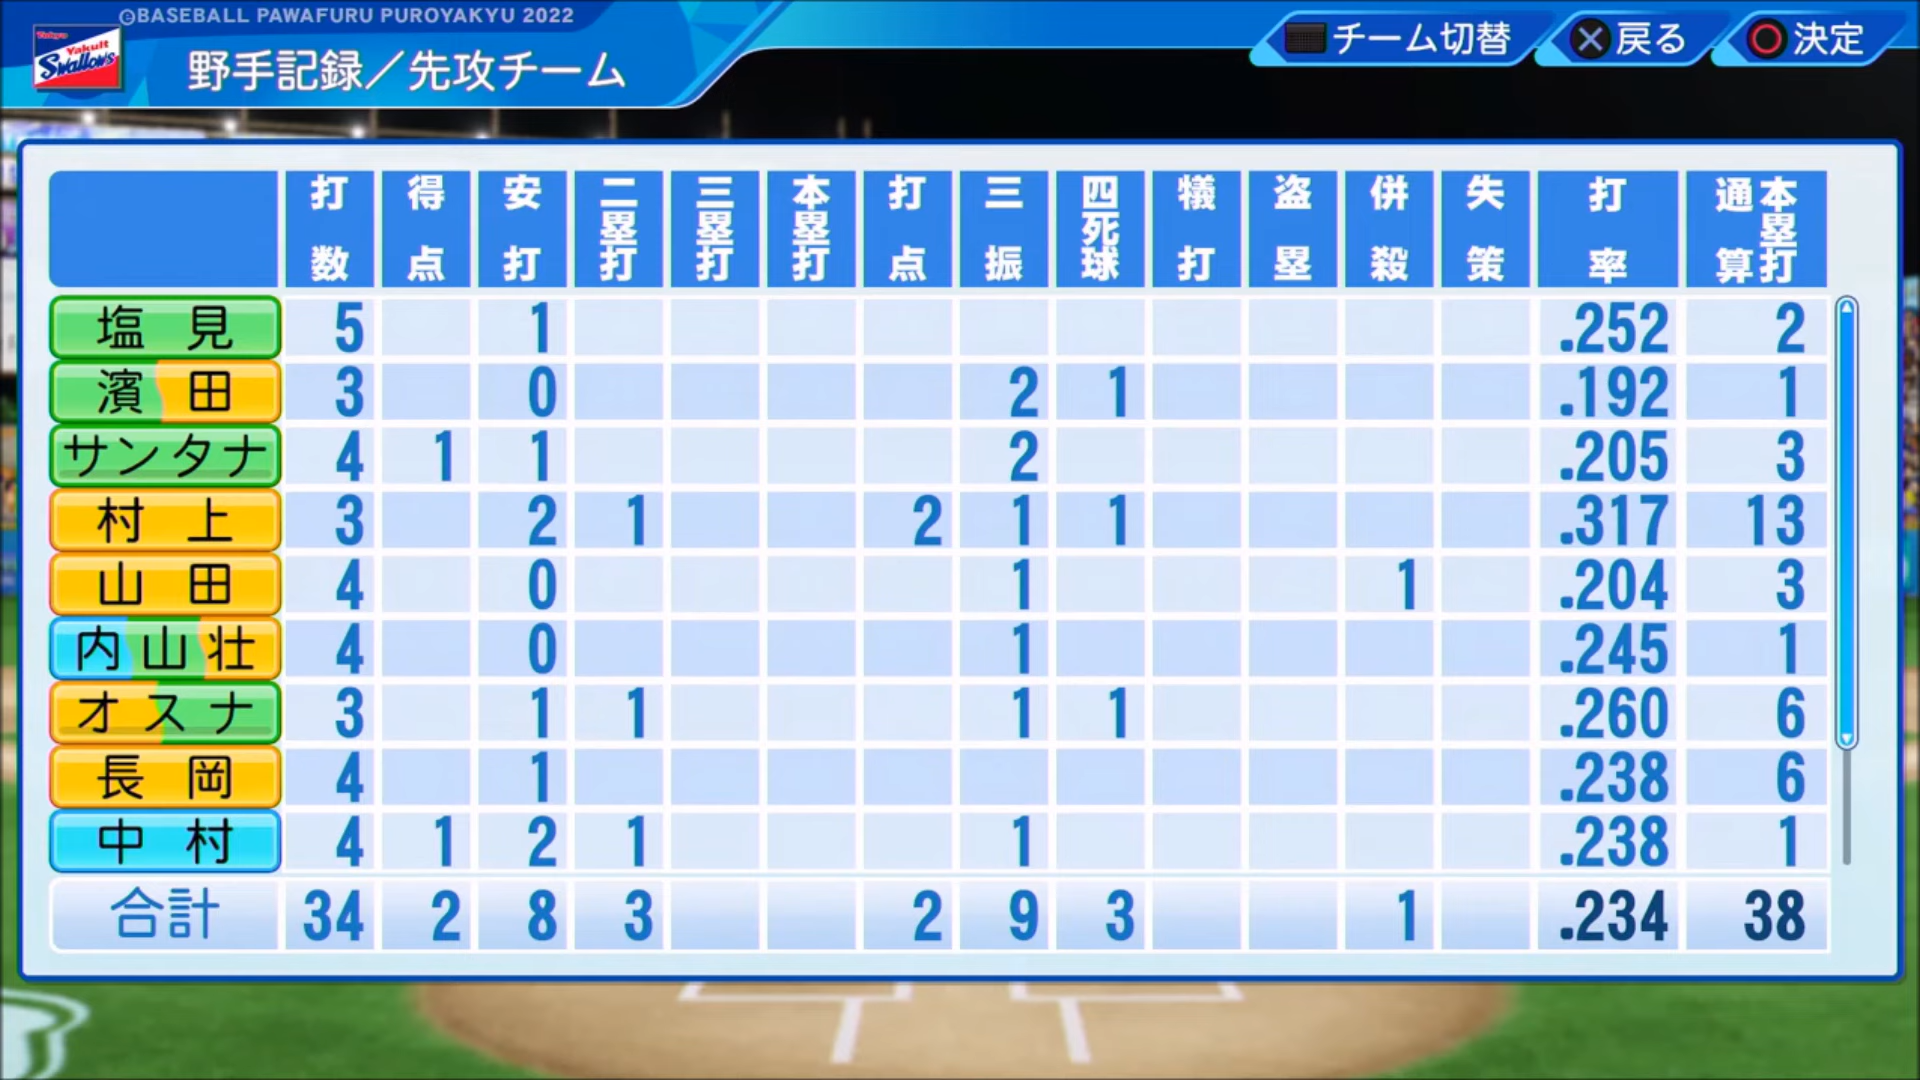 ©BASEBALL PAWAFURU PUROYAKYU 2022
Tokyo Yakult Swallows
野手記録／先攻チーム
チーム切替 戻る 決定
打数 得点 安打 二塁打 三塁打 本塁打 打点 三振 四死球 犠打 盗塁 併殺 失策 打率 通算本塁打
塩見 5 1 .252 2
濱田 3 0 2 1 .192 1
サンタナ 4 1 1 2 .205 3
村上 3 2 1 2 1 1 .317 13
山田 4 0 1 1 .204 3
内山壮 4 0 1 .245 1
オスナ 3 1 1 1 1 .260 6
長岡 4 1 .238 6
中村 4 1 2 1 1 .238 1
合計 34 2 8 3 2 9 3 1 .234 38